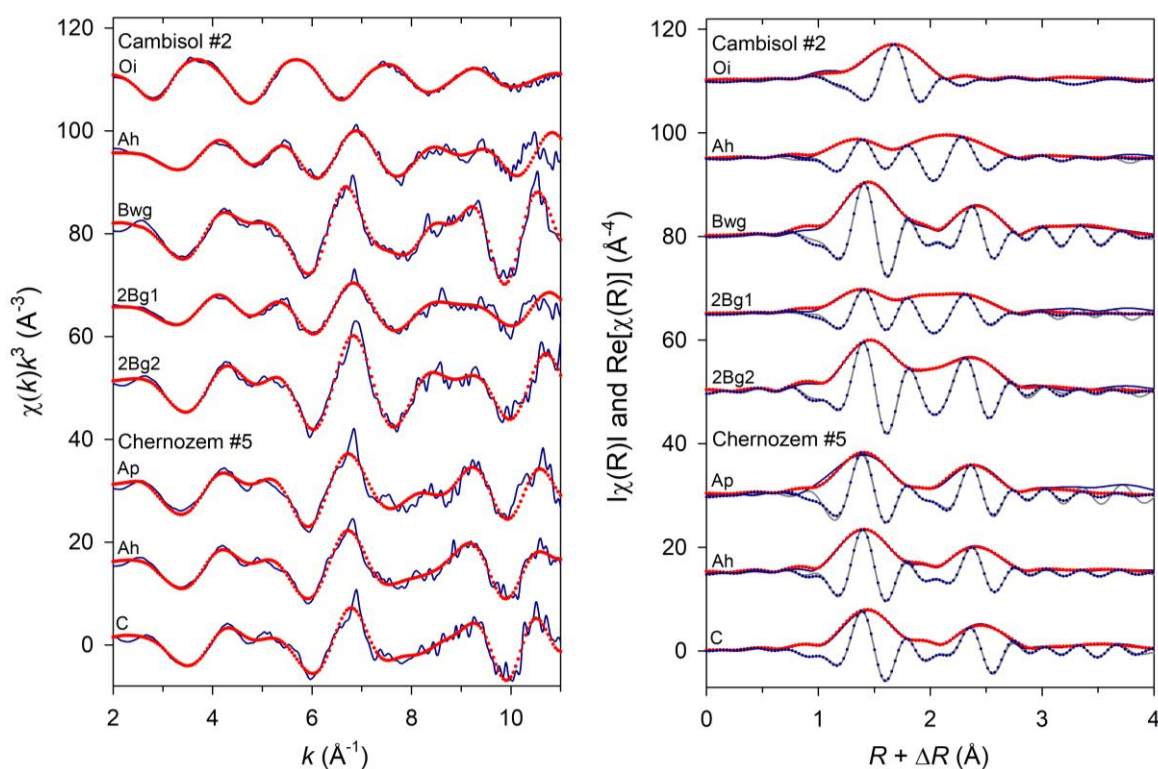 120
Cambisol #2
Oi
100
Ah
Bwg
80
2Bg1
60
2Bg2
40
Chernozem #5
Ap
20
Ah
0
C
2 4 6 8 10
k (Å⁻¹)
χ(k)k³ (A⁻³)
120
Cambisol #2
Oi
100
Ah
Bwg
80
2Bg1
60
2Bg2
40
Chernozem #5
Ap
20
Ah
0
C
0 1 2 3 4
R + ΔR (Å)
|χ(R)| and Re[χ(R)] (Å⁻⁴)